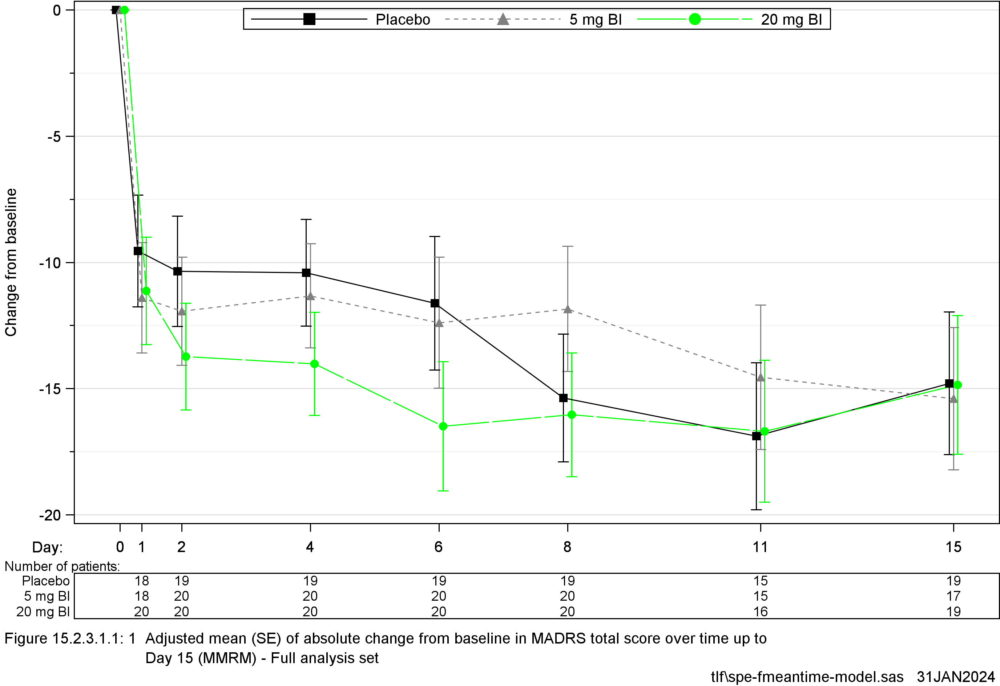 0
Placebo 5 mg BI 20 mg BI
-5
-10
-15
-20
Change from baseline
Day: 0 1 2 4 6 8 11 15
Number of patients:
Placebo 18 19 19 19 19 15 19
5 mg BI 18 20 20 20 20 15 17
20 mg BI 20 20 20 20 20 16 19
Figure 15.2.3.1.1: 1 Adjusted mean (SE) of absolute change from baseline in MADRS total score over time up to
Day 15 (MMRM) - Full analysis set
tlf\spe-fmeantime-model.sas 31JAN2024